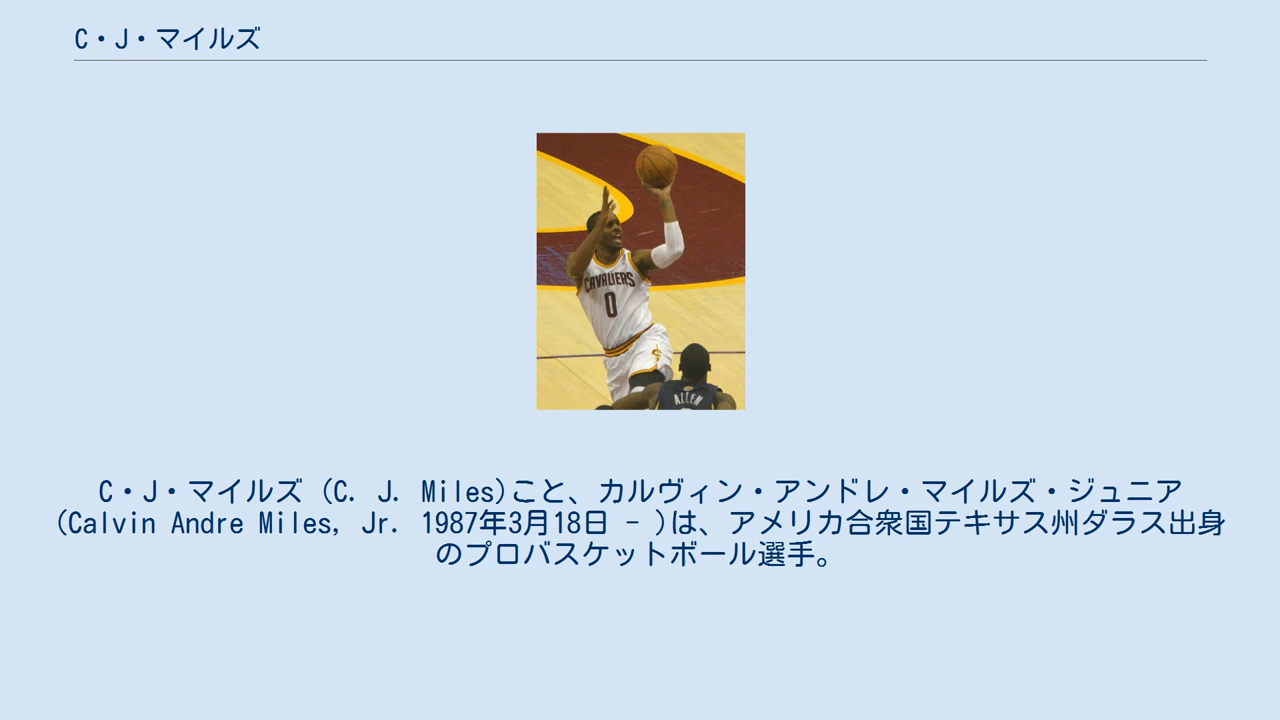 C・J・マイルズ
CAVALIERS
0
ALLEN
C・J・マイルズ (C. J. Miles)こと、カルヴィン・アンドレ・マイルズ・ジュニア
(Calvin Andre Miles, Jr. 1987年3月18日 - )は、アメリカ合衆国テキサス州ダラス出身
のプロバスケットボール選手。